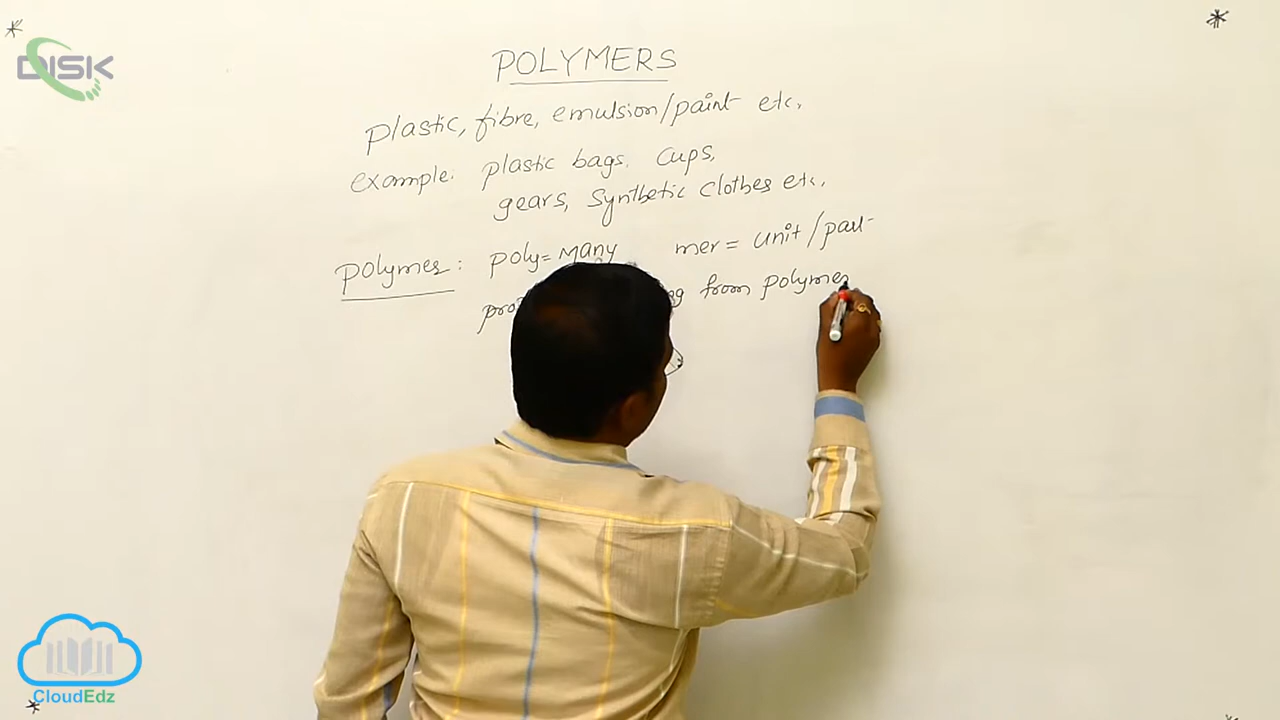 DISK
POLYMERS
plastic, fibre, emulsion/paint etc,
example: plastic bags, cups,
gears, synthetic clothes etc,
polymer: poly=Many mer= unit/part
from polymer
CloudEdz